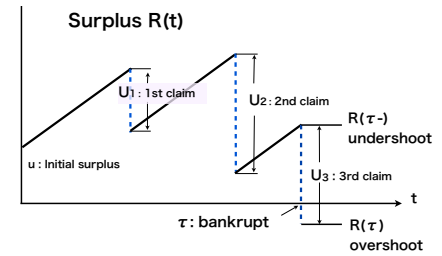 Surplus R(t)
U1 : 1st claim
U2 : 2nd claim
R(τ-)
undershoot
u : Initial surplus
U3 : 3rd claim
t
τ : bankrupt
R(τ)
overshoot